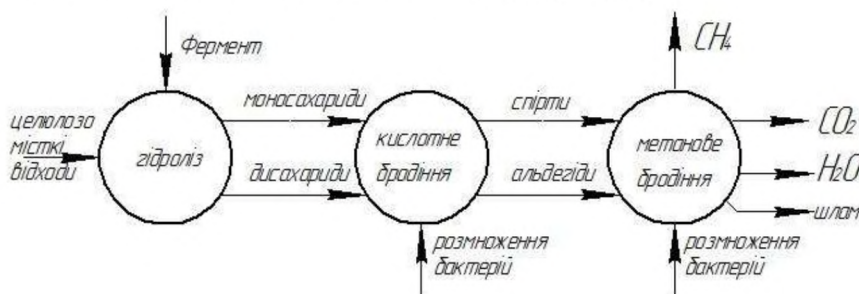 Фермент
CH₄
моносахариди
спірти
CO₂
целюлозо
місткі
відходи
гідроліз
кислотне
бродіння
метанове
бродіння
H₂O
дисахариди
альдегіди
шлам
розмноження
бактерій
розмноження
бактерій